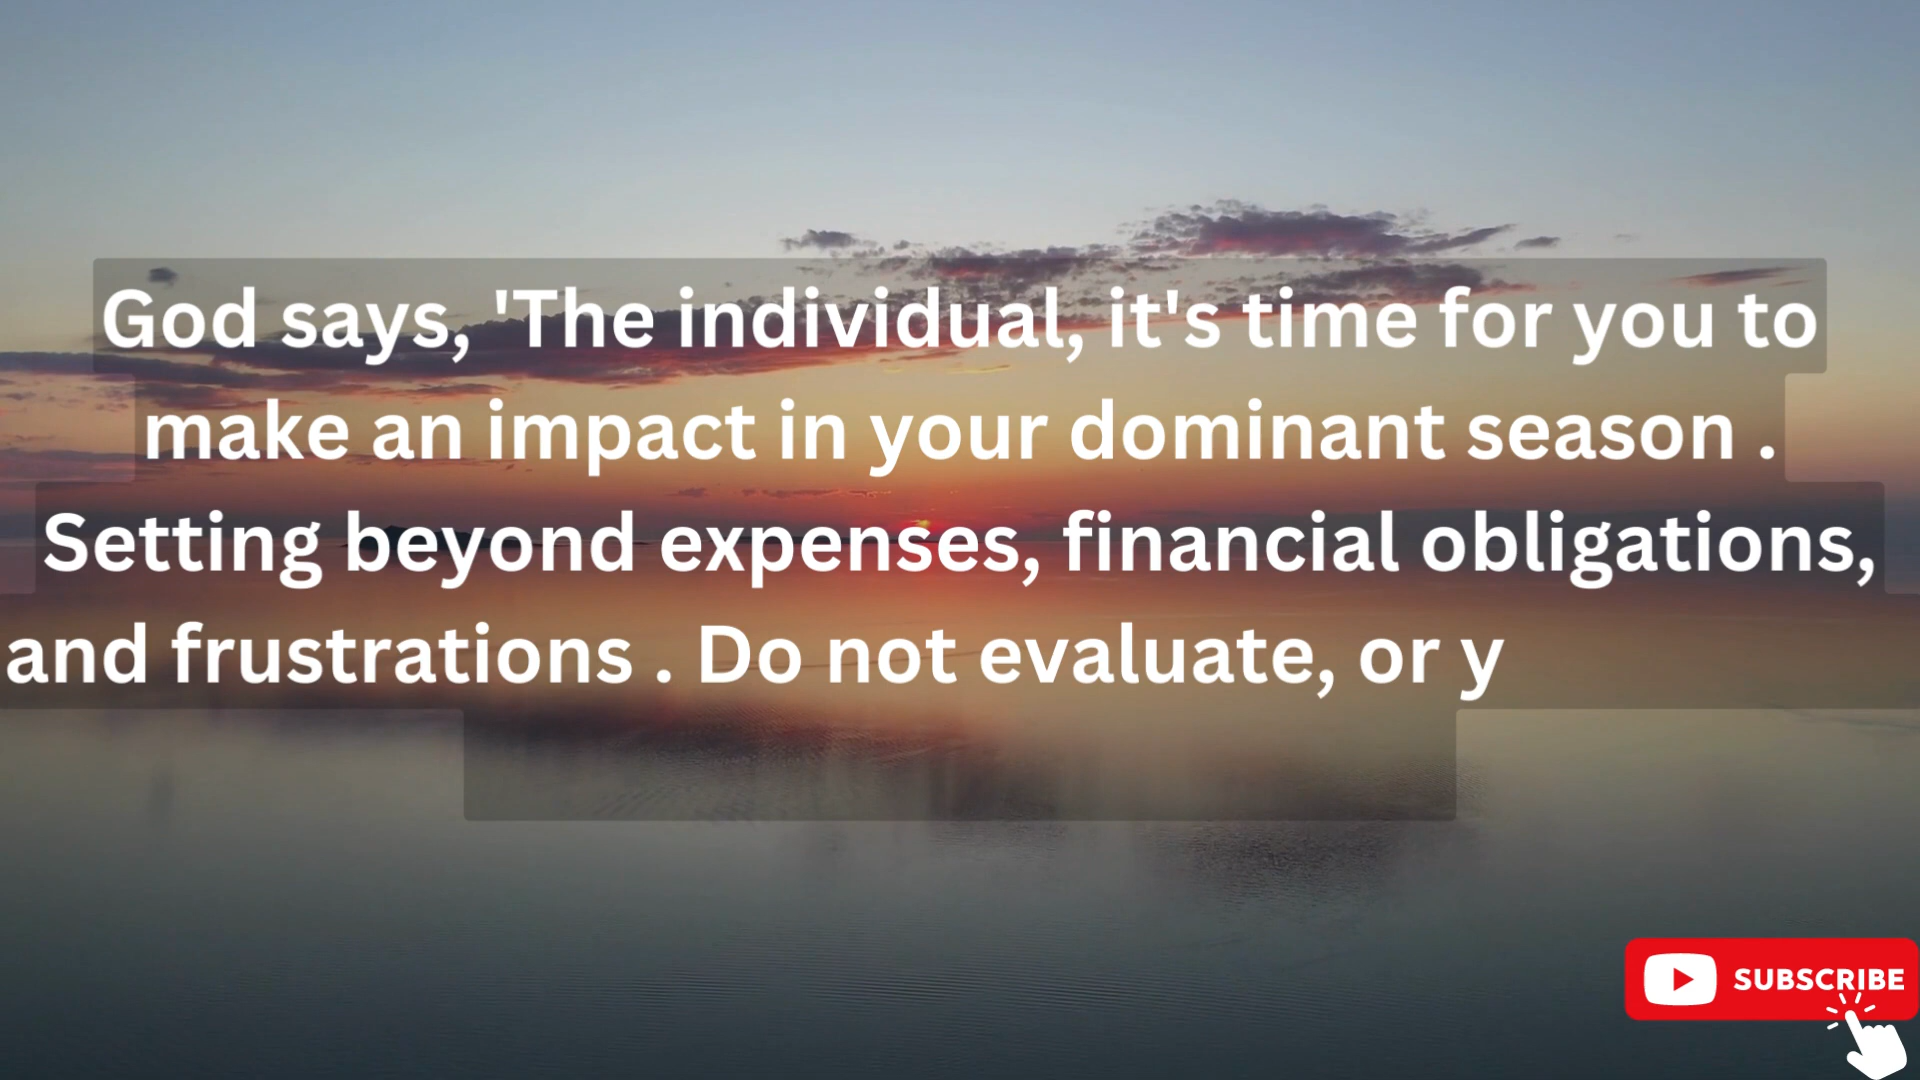 God says, 'The individual, it's time for you to
make an impact in your dominant season .
Setting beyond expenses, financial obligations,
and frustrations . Do not evaluate, or y
SUBSCRIBE